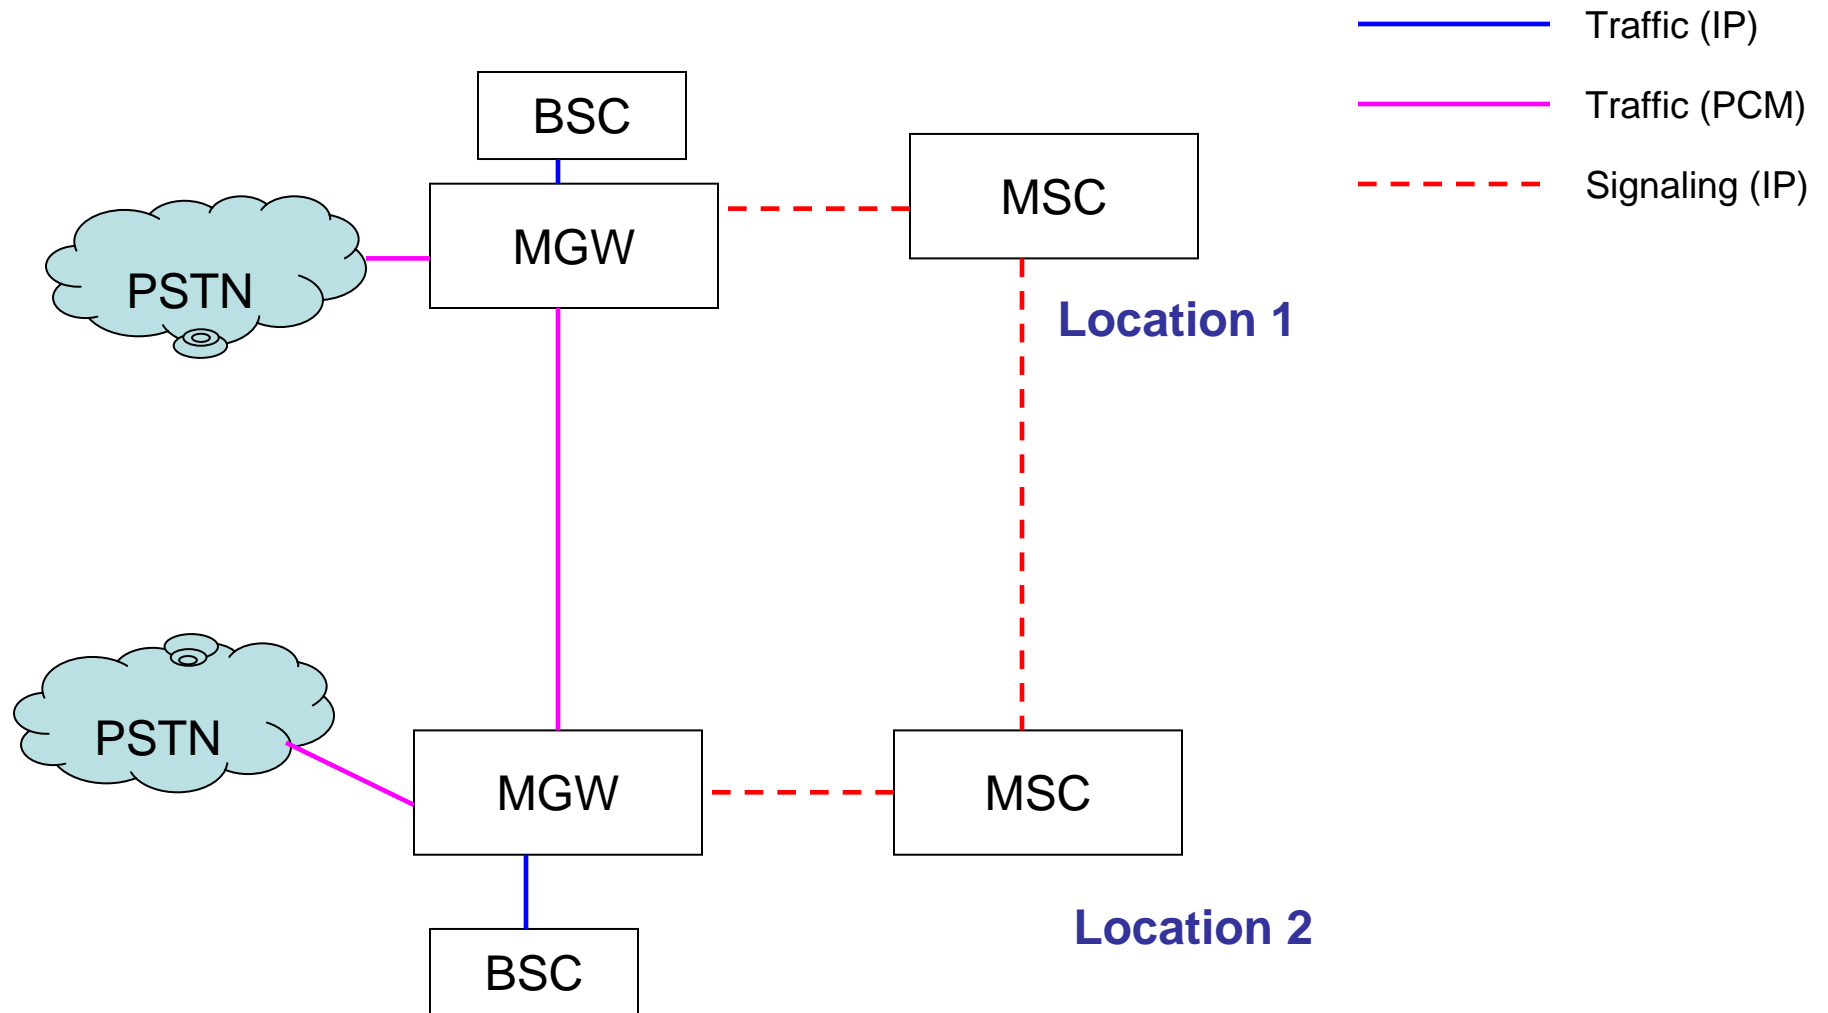 Traffic (IP)
Traffic (PCM)
Signaling (IP)
BSC
MSC
MGW
PSTN
Location 1
PSTN
MGW
MSC
Location 2
BSC